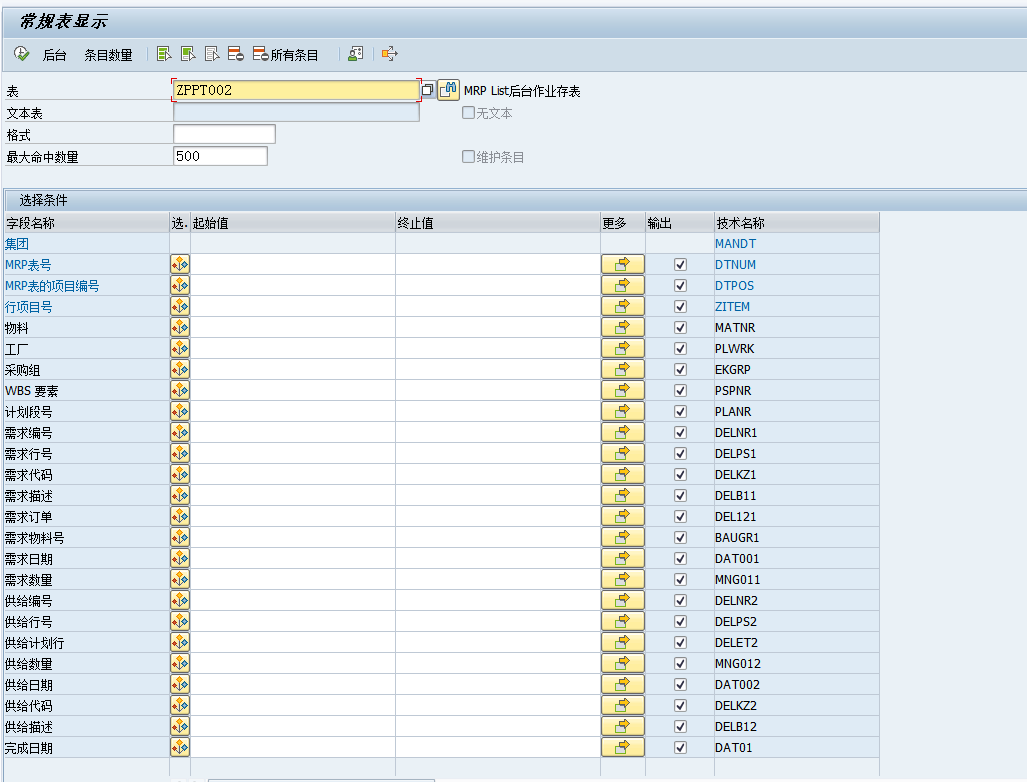 常规表显示
后台 条目数量 所有条目
表 ZPPT002 MRP List后台作业存表
文本表 无文本
格式
最大命中数量 500 维护条目
选择条件
字段名称 选. 起始值 终止值 更多 输出 技术名称
集团 MANDT
MRP表号 DTNUM
MRP表的项目编号 DTPOS
行项目号 ZITEM
物料 MATNR
工厂 PLWRK
采购组 EKGRP
WBS 要素 PSPNR
计划段号 PLANR
需求编号 DELNR1
需求行号 DELPS1
需求代码 DELKZ1
需求描述 DELB11
需求订单 DEL121
需求物料号 BAUGR1
需求日期 DAT001
需求数量 MNG011
供给编号 DELNR2
供给行号 DELPS2
供给计划行 DELET2
供给数量 MNG012
供给日期 DAT002
供给代码 DELKZ2
供给描述 DELB12
完成日期 DAT01